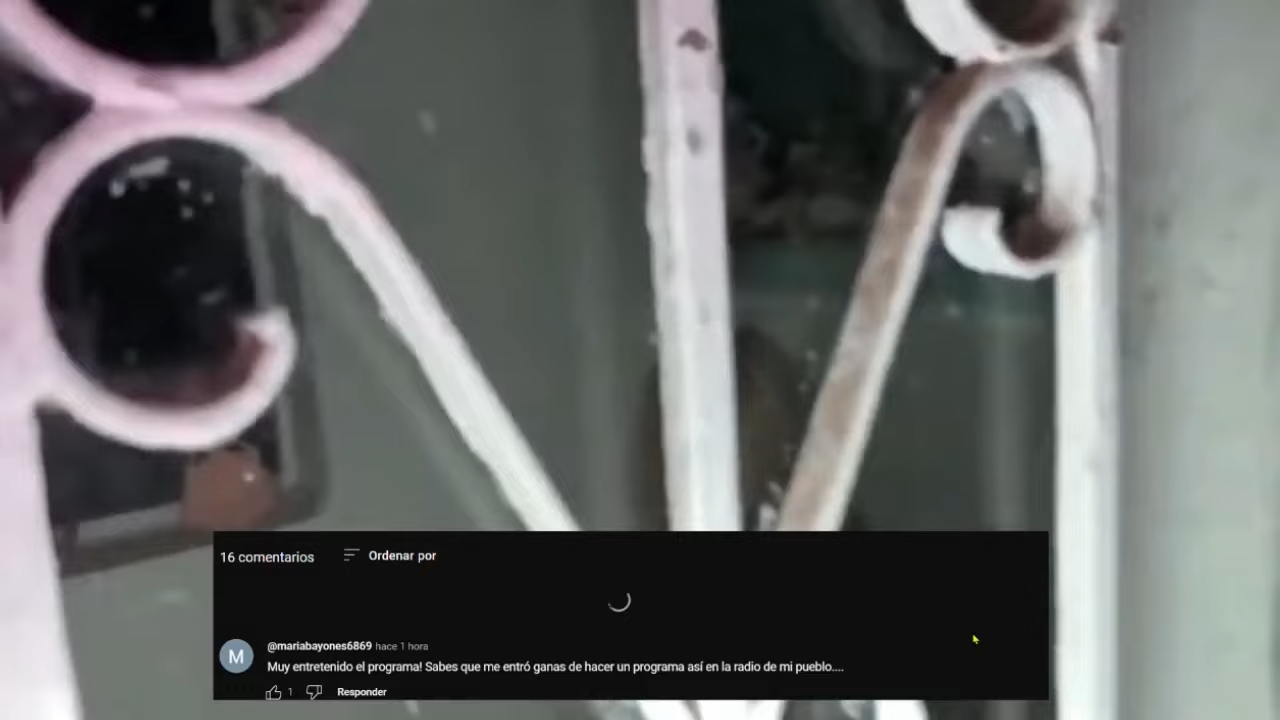 16 comentarios Ordenar por
M
@mariabayones6869 hace 1 hora
Muy entretenido el programa! Sabes que me entró ganas de hacer un programa así en la radio de mi pueblo....
1 Responder